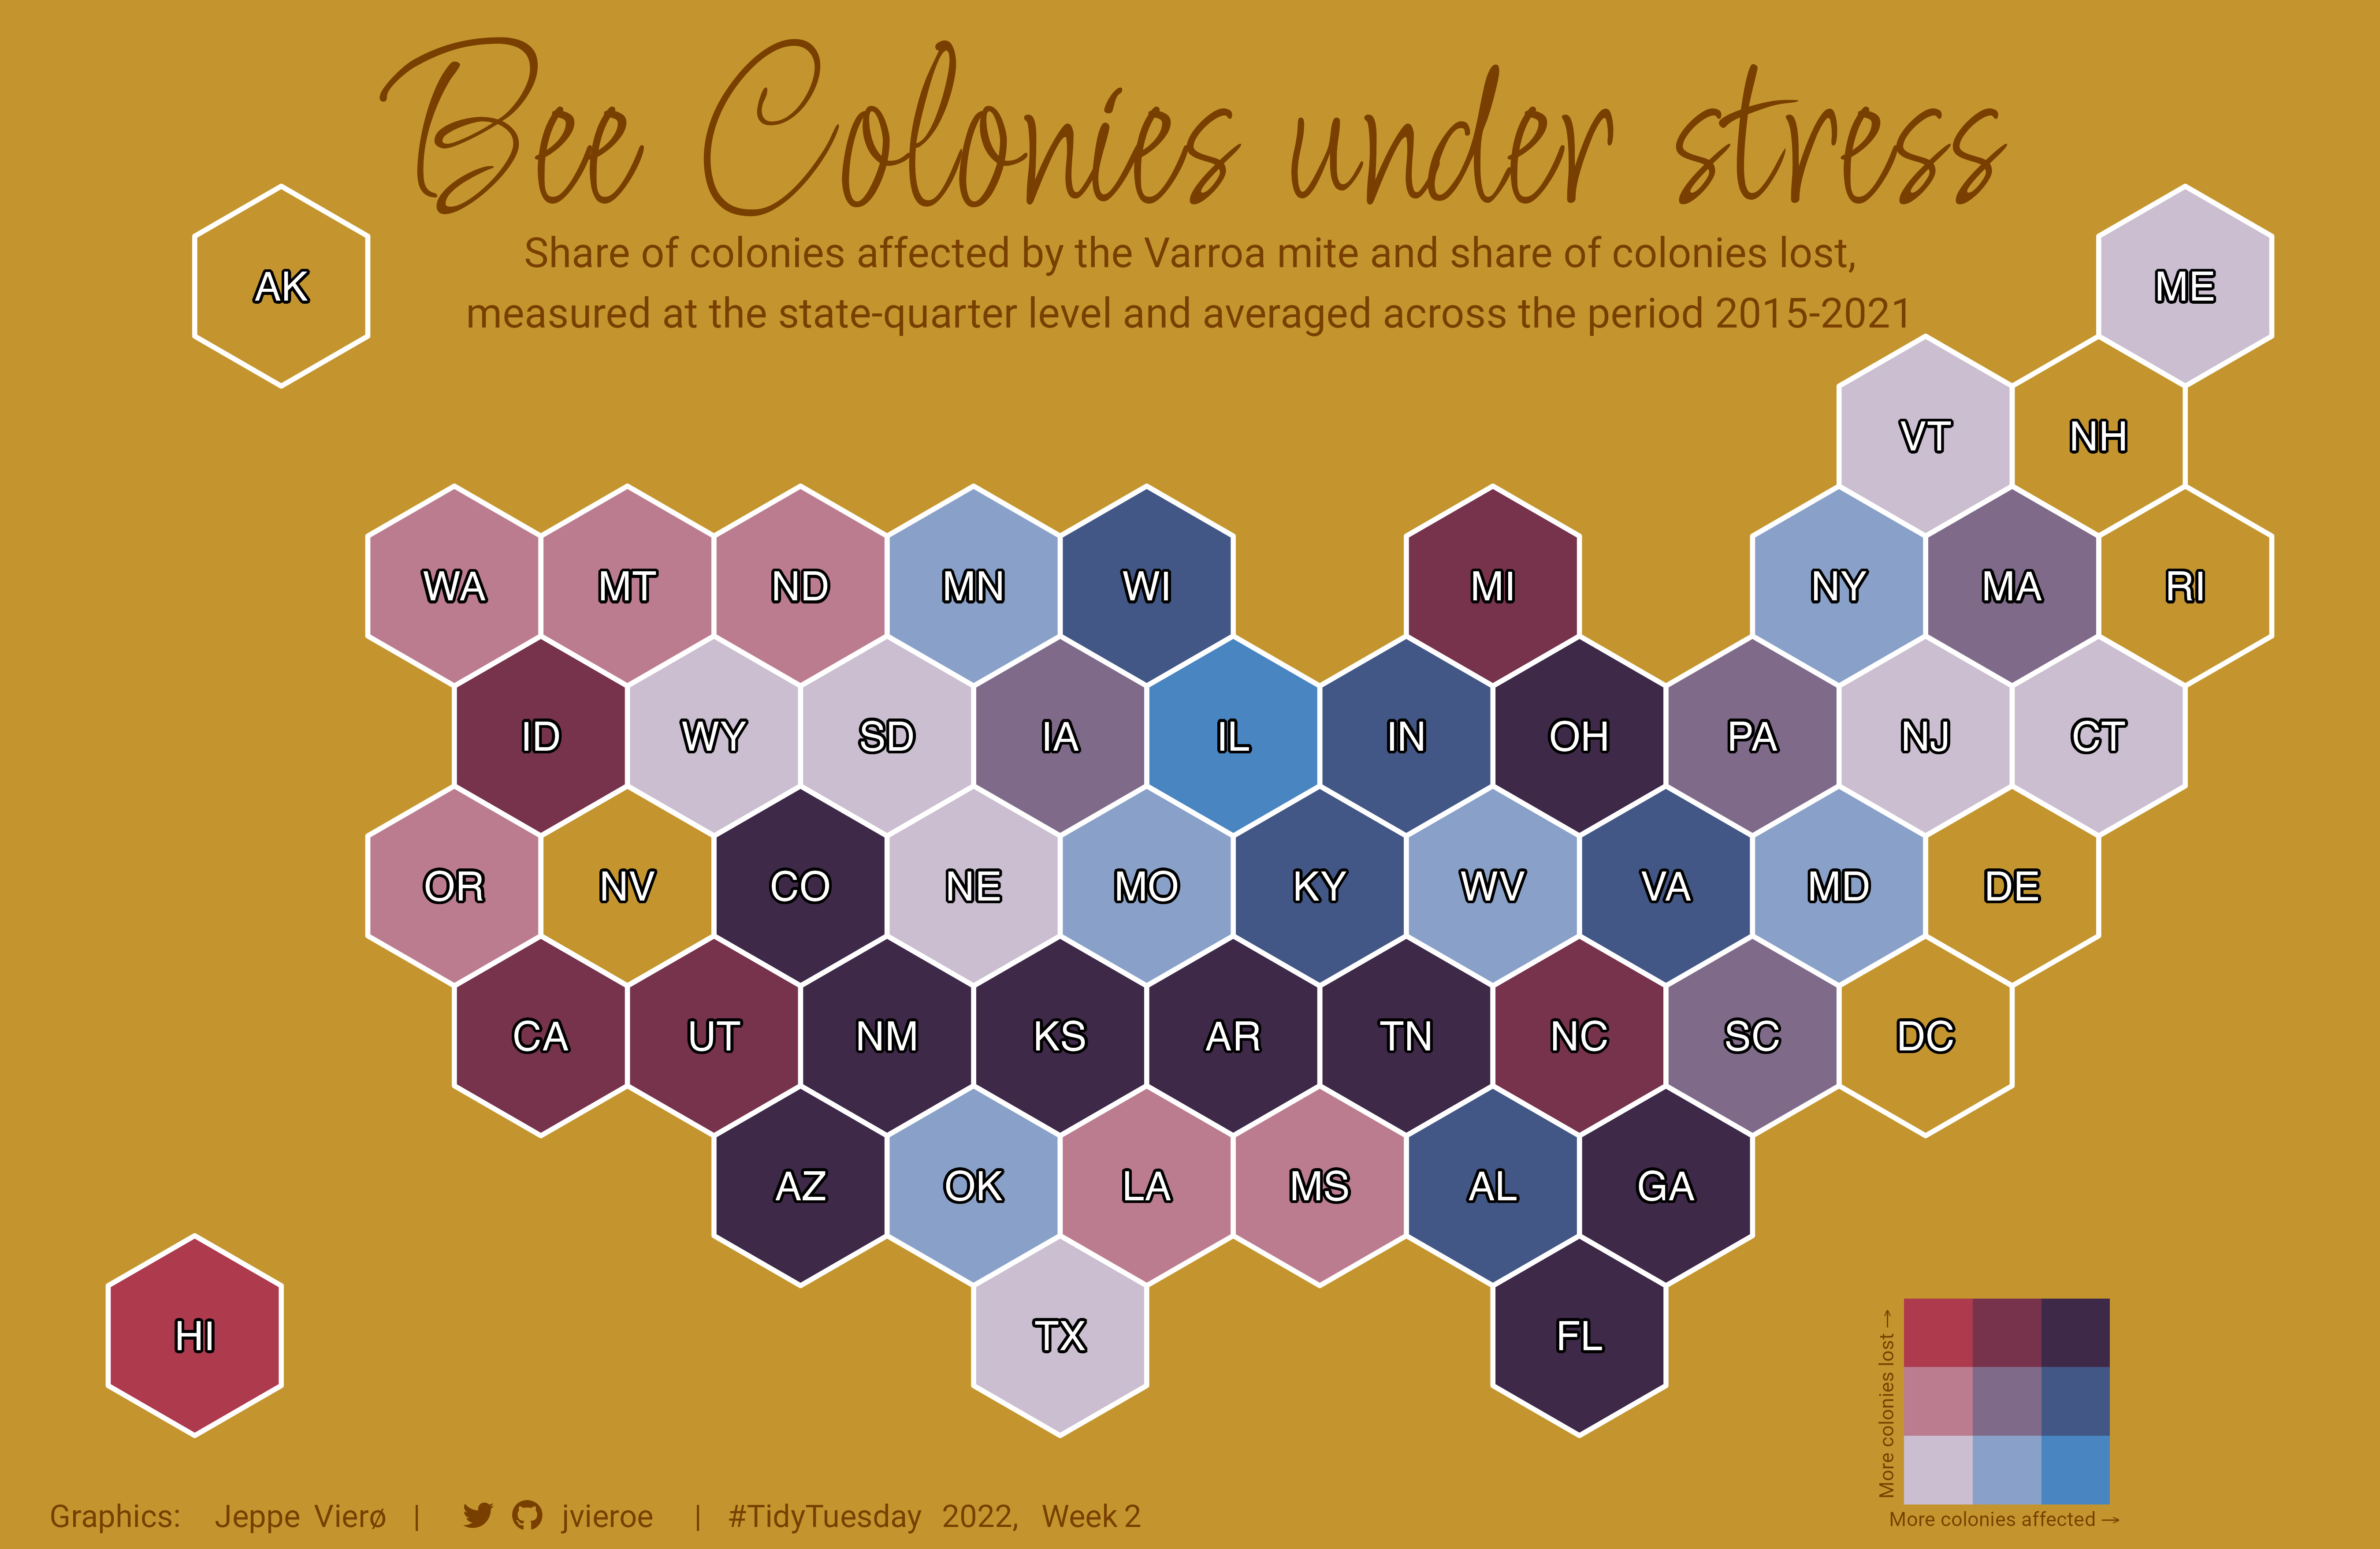 Bee Colonies under stress
Share of colonies affected by the Varroa mite and share of colonies lost,
measured at the state-quarter level and averaged across the period 2015-2021
AK
ME
VT
NH
WA
MT
ND
MN
WI
MI
NY
MA
RI
ID
WY
SD
IA
IL
IN
OH
PA
NJ
CT
OR
NV
CO
NE
MO
KY
WV
VA
MD
DE
CA
UT
NM
KS
AR
TN
NC
SC
DC
AZ
OK
LA
MS
AL
GA
HI
TX
FL
More colonies lost →
More colonies affected →
Graphics: Jeppe Vierø | jvieroe | #TidyTuesday 2022, Week 2